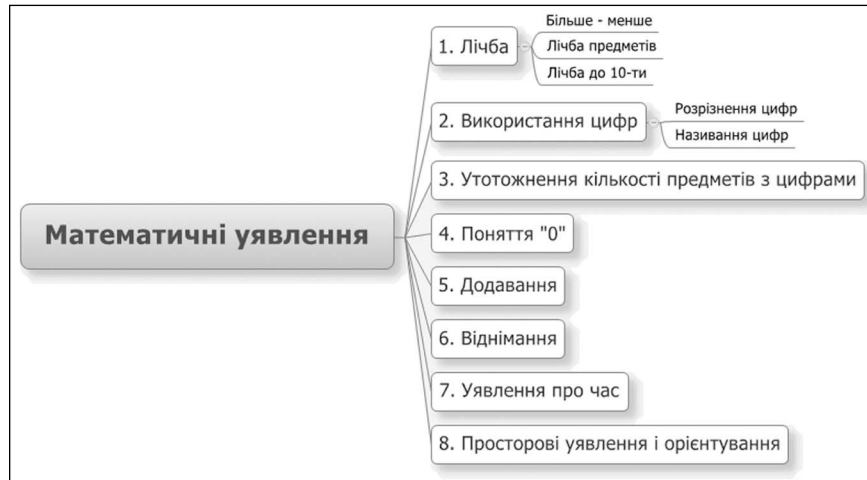 Математичні уявлення
1. Лічба
Більше - менше
Лічба предметів
Лічба до 10-ти
2. Використання цифр
Розрізнення цифр
Називання цифр
3. Утотожнення кількості предметів з цифрами
4. Поняття "0"
5. Додавання
6. Віднімання
7. Уявлення про час
8. Просторові уявлення і орієнтування